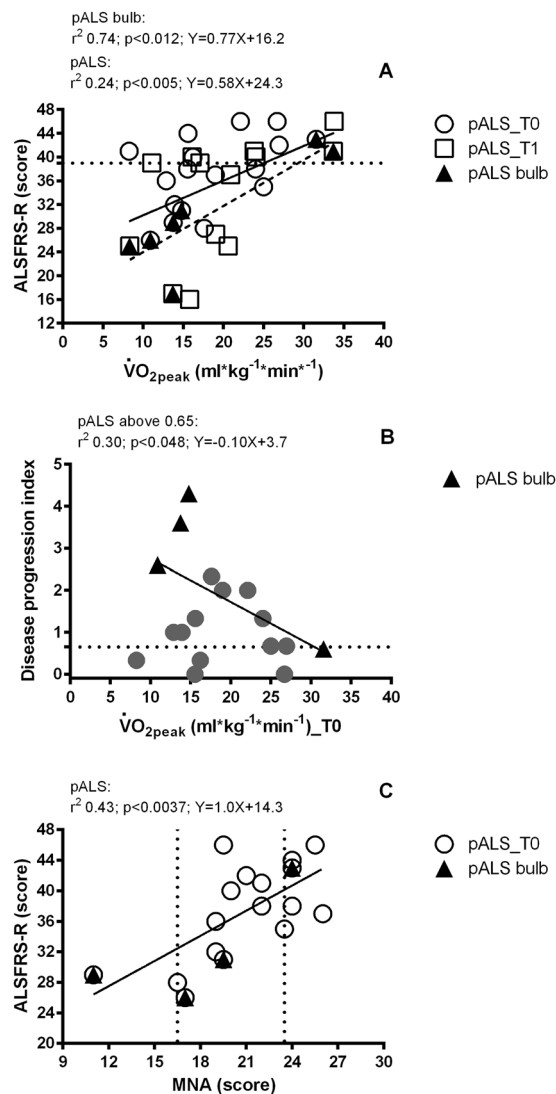 pALS bulb:
r² 0.74; p<0.012; Y=0.77X+16.2
pALS:
r² 0.24; p<0.005; Y=0.58X+24.3
A
48
44
40
36
32
28
24
20
16
12
ALSFRS-R (score)
0 5 10 15 20 25 30 35 40
V̇O₂peak (ml*kg⁻¹*min*⁻¹)
pALS_T0
pALS_T1
pALS bulb
pALS above 0.65:
r² 0.30; p<0.048; Y=-0.10X+3.7
B
5
4
3
2
1
0
Disease progression index
0 5 10 15 20 25 30 35 40
V̇O₂peak (ml*kg⁻¹*min⁻¹)_T0
pALS bulb
pALS:
r² 0.43; p<0.0037; Y=1.0X+14.3
C
48
44
40
36
32
28
24
20
ALSFRS-R (score)
9 12 15 18 21 24 27 30
MNA (score)
pALS_T0
pALS bulb